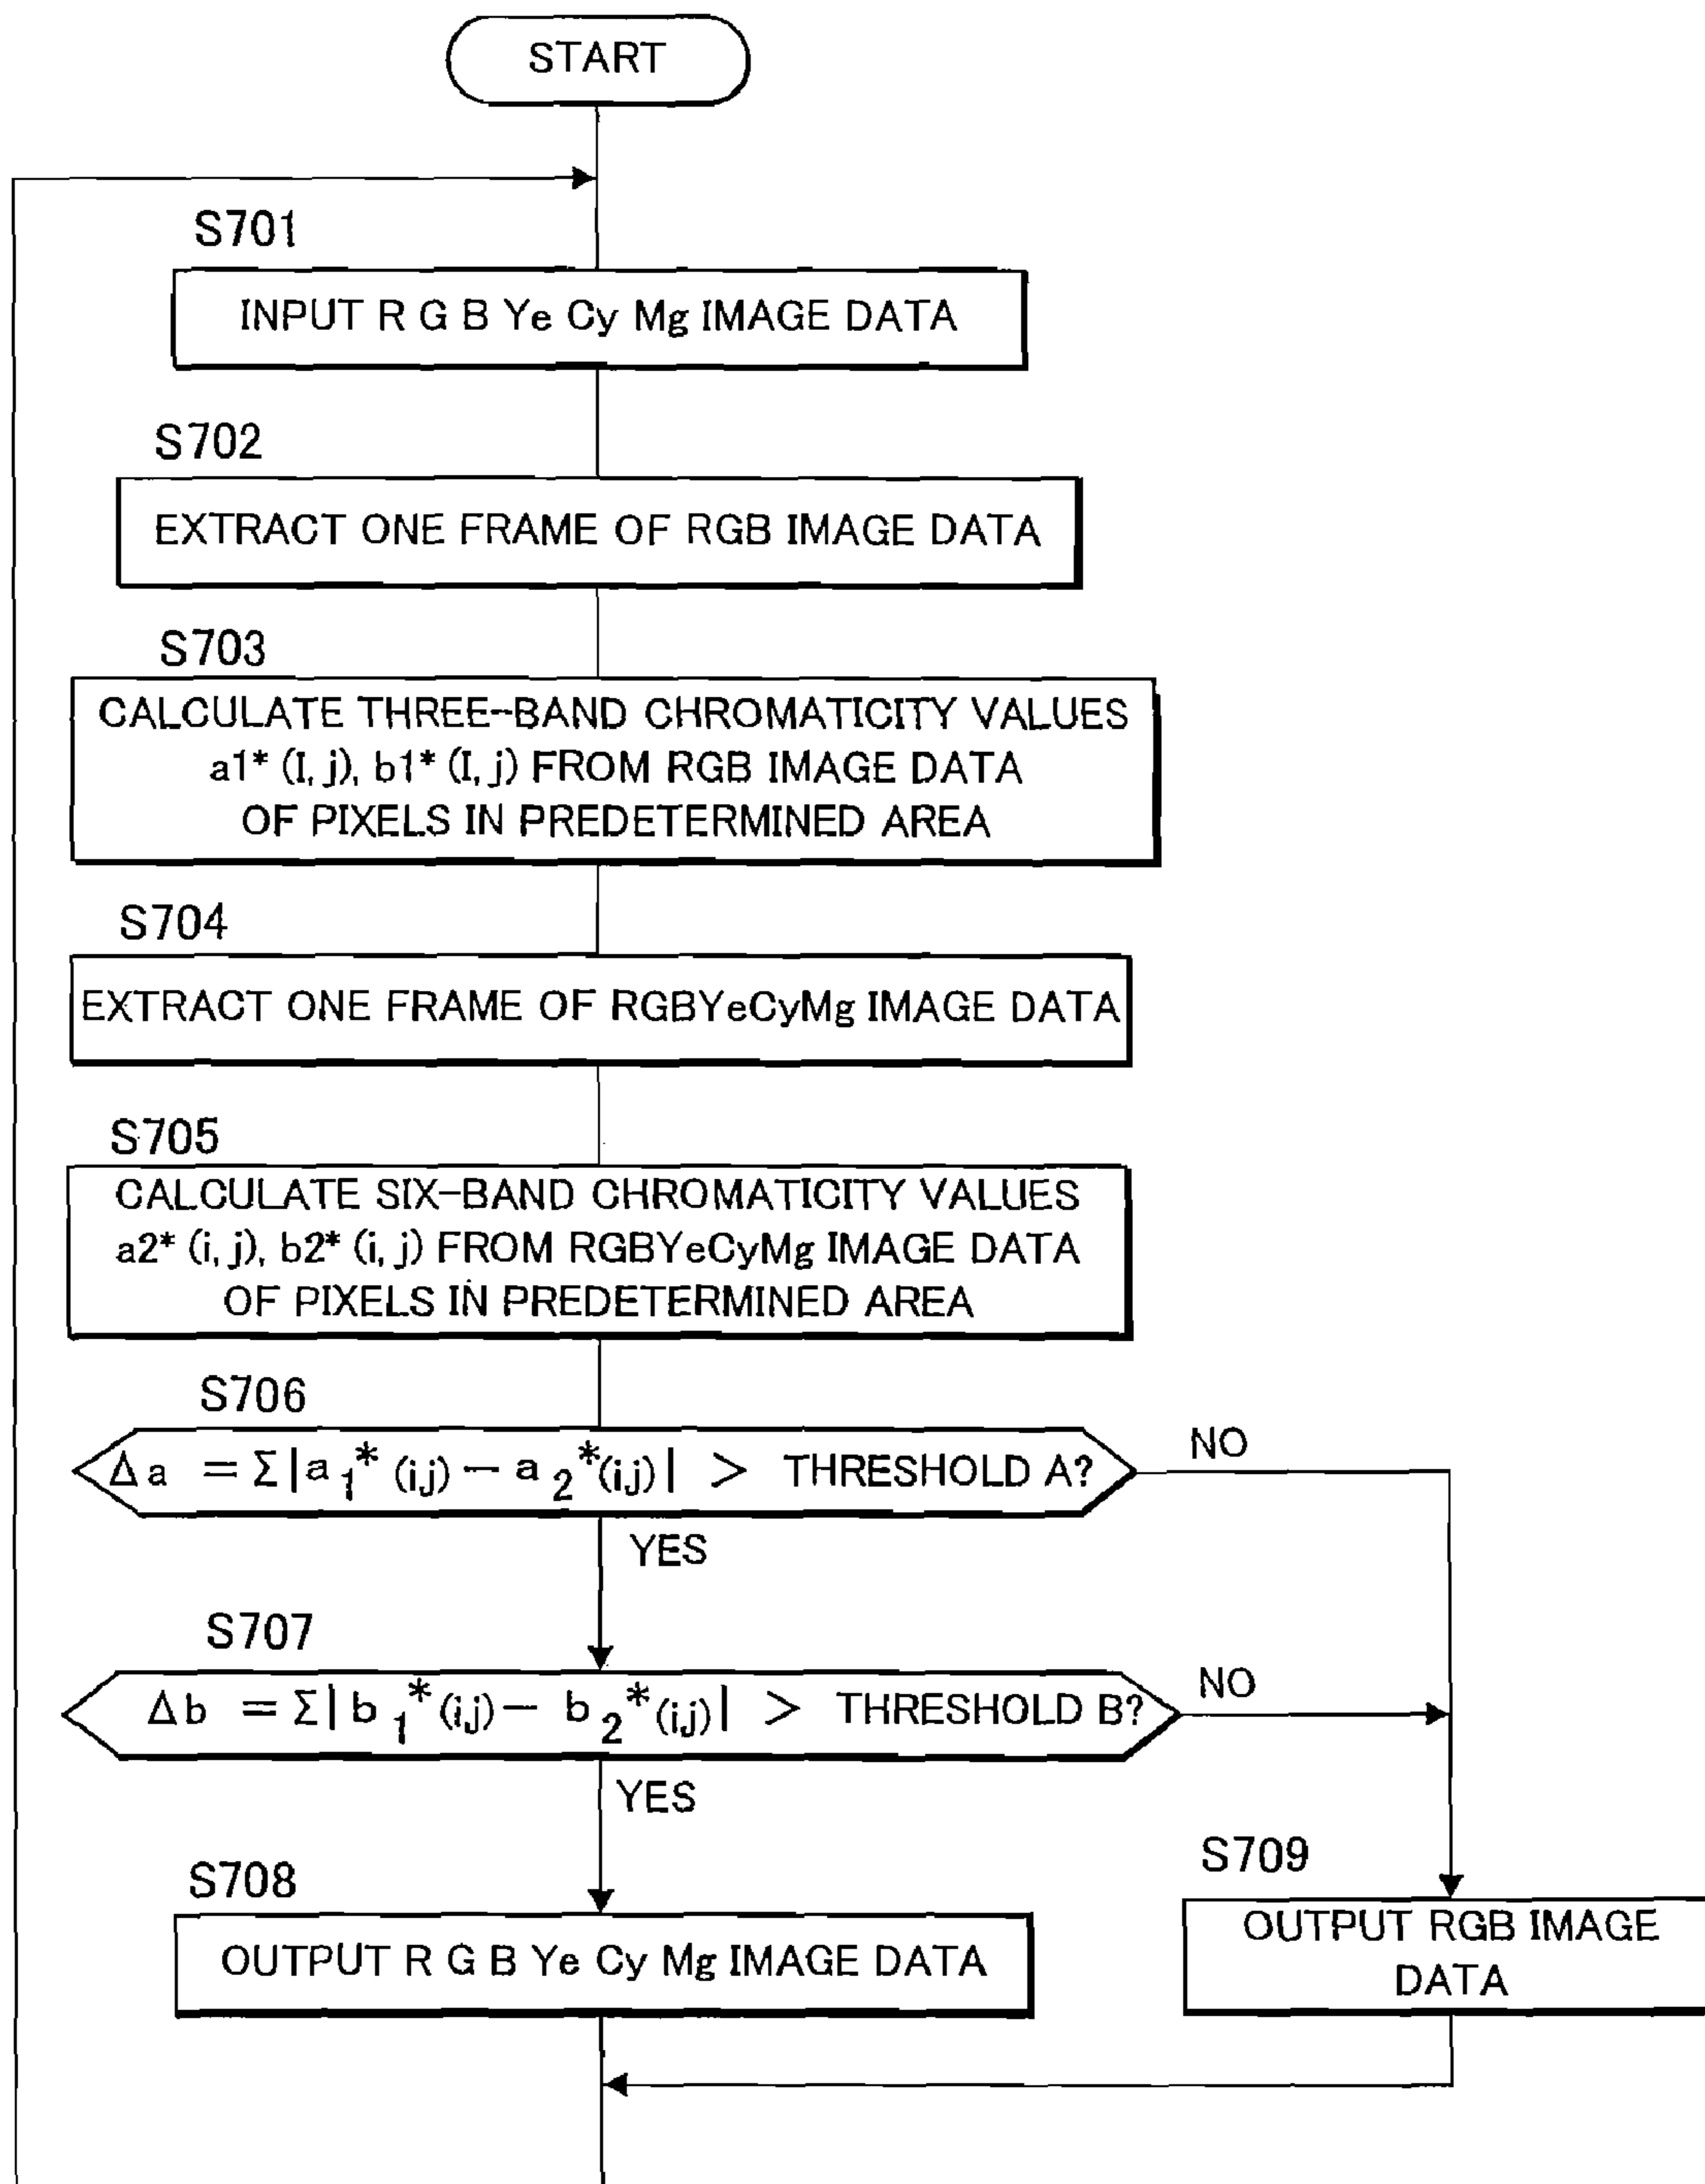 START
S701
INPUT R G B Ye Cy Mg IMAGE DATA
S702
EXTRACT ONE FRAME OF RGB IMAGE DATA
S703
CALCULATE THREE-BAND CHROMATICITY VALUES
a1* (I, j), b1* (I, j) FROM RGB IMAGE DATA
OF PIXELS IN PREDETERMINED AREA
S704
EXTRACT ONE FRAME OF RGBYeCyMg IMAGE DATA
S705
CALCULATE SIX-BAND CHROMATICITY VALUES
a2* (i, j), b2* (i, j) FROM RGBYeCyMg IMAGE DATA
OF PIXELS IN PREDETERMINED AREA
S706
Δa = Σ|a₁* (i,j) − a₂*(i,j)| > THRESHOLD A?
NO
YES
S707
Δb = Σ|b₁*(i,j) − b₂*(i,j)| > THRESHOLD B?
NO
YES
S708
OUTPUT R G B Ye Cy Mg IMAGE DATA
S709
OUTPUT RGB IMAGE
DATA